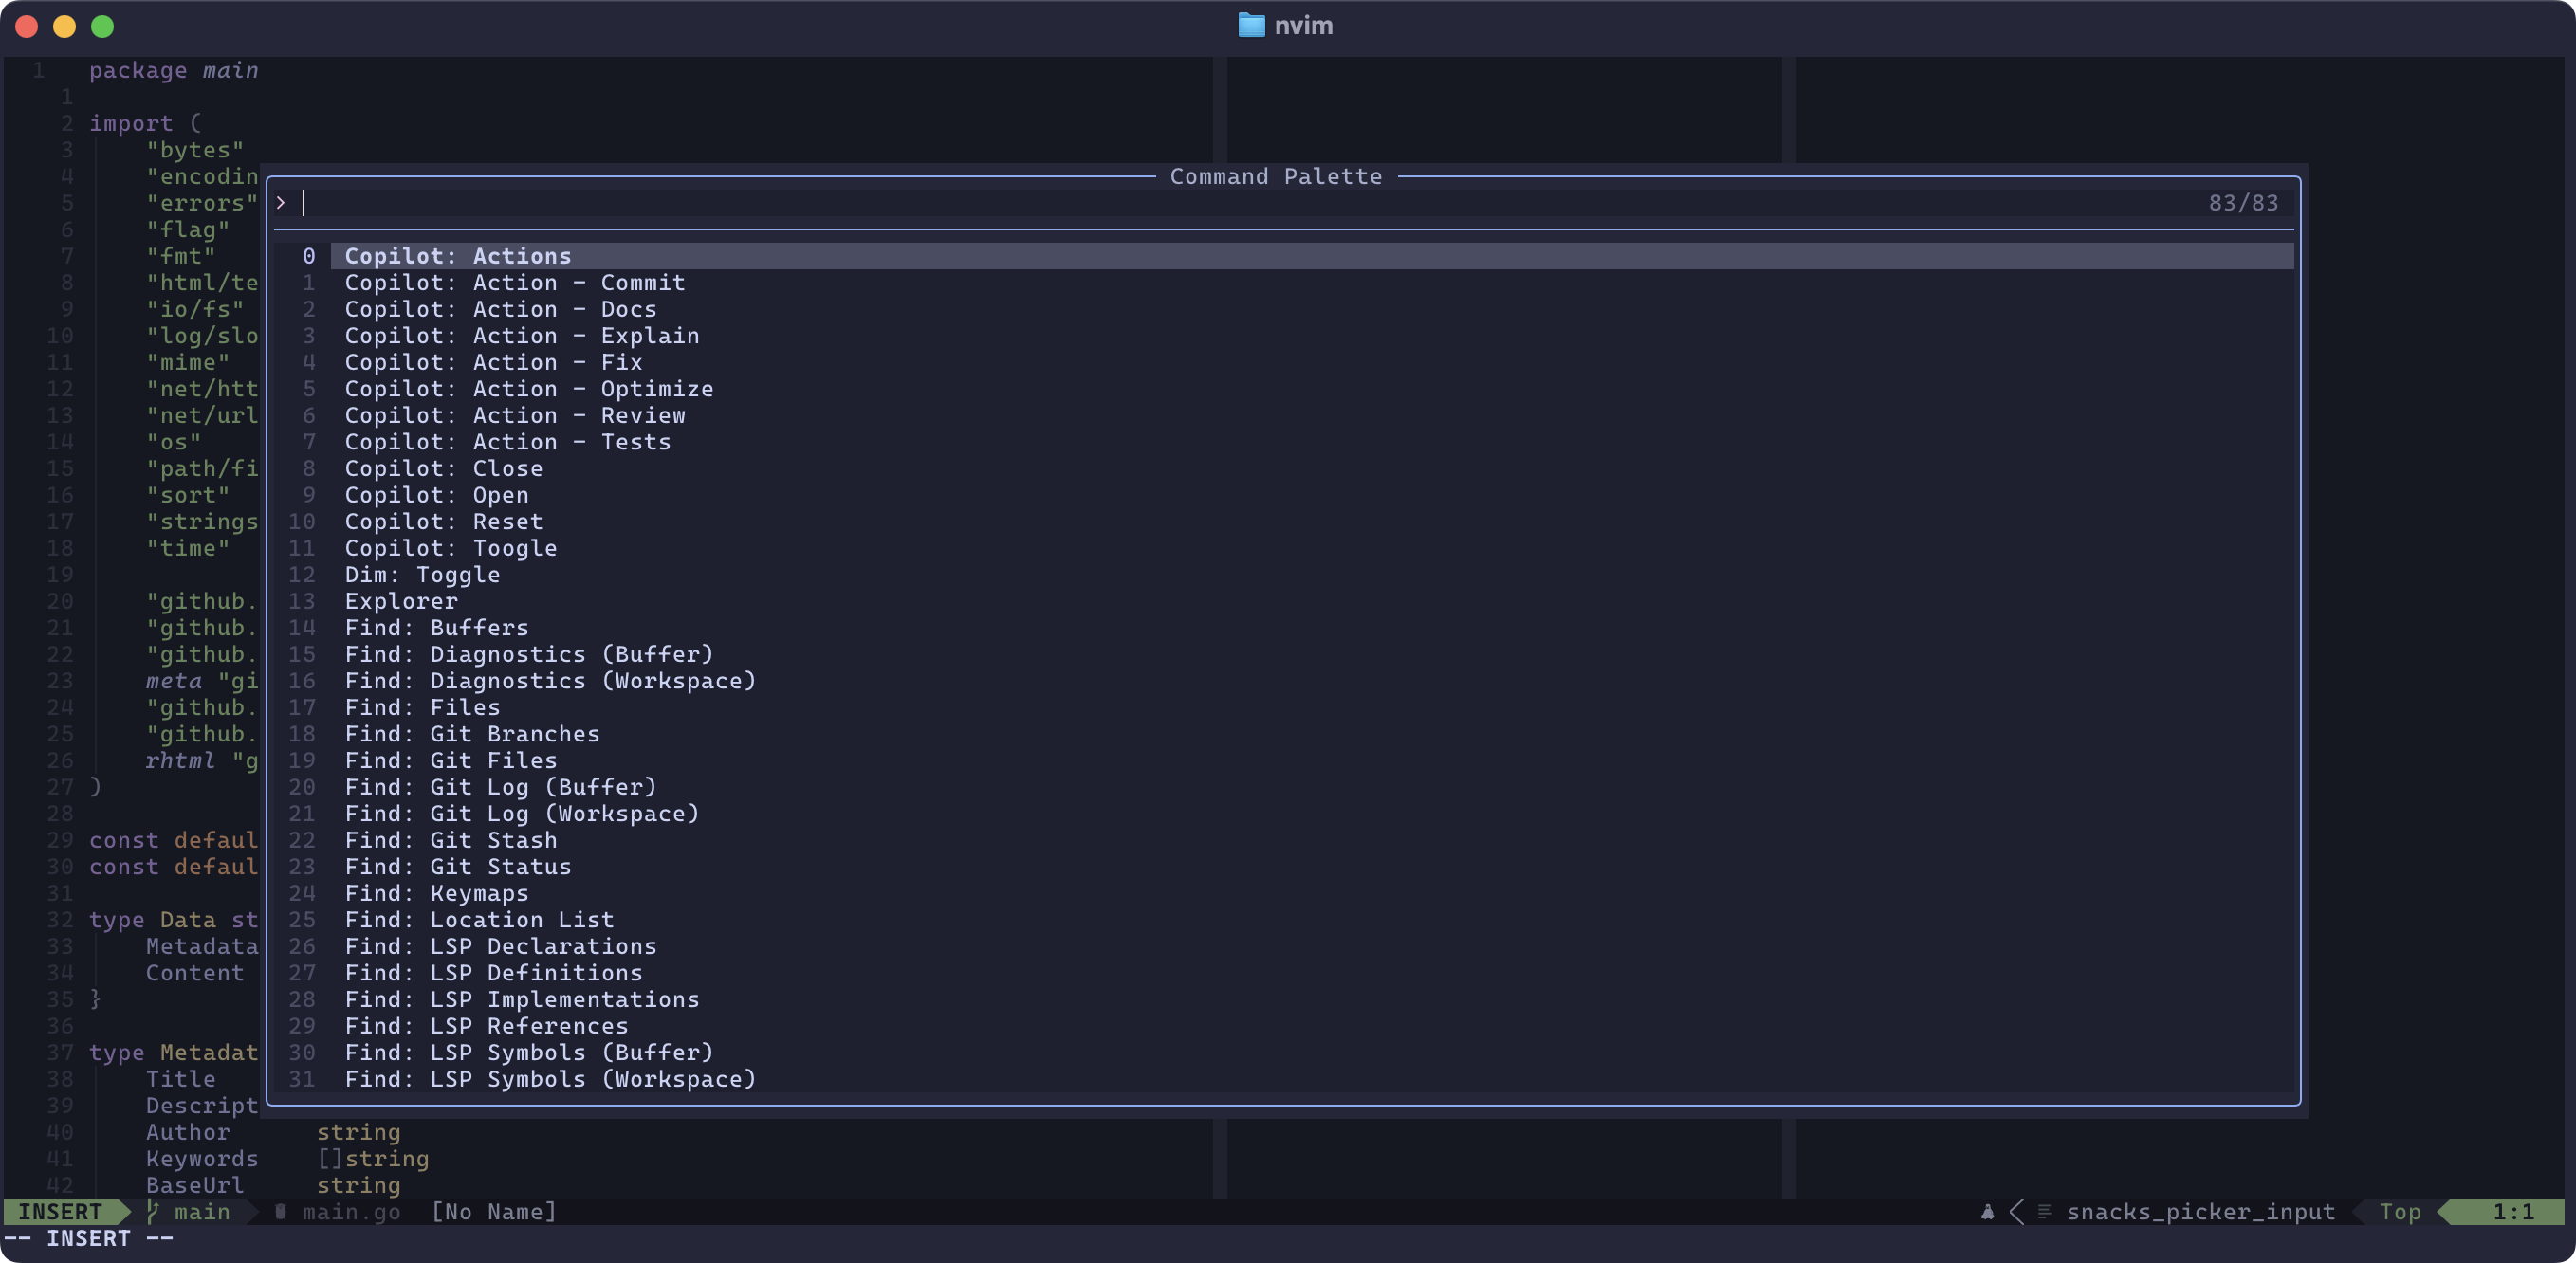 nvim
1 package main
1
2 import (
3 "bytes"
4 "encodin
5 "errors"
6 "flag"
7 "fmt"
8 "html/te
9 "io/fs"
10 "log/slo
11 "mime"
12 "net/htt
13 "net/url
14 "os"
15 "path/fi
16 "sort"
17 "strings
18 "time"
19
20 "github.
21 "github.
22 "github.
23 meta "gi
24 "github.
25 "github.
26 rhtml "g
27 )
28
29 const defaul
30 const defaul
31
32 type Data st
33 Metadata
34 Content
35 }
36
37 type Metadat
38 Title
39 Descript
40 Author string
41 Keywords []string
42 BaseUrl string
Command Palette
> 83/83
0 Copilot: Actions
1 Copilot: Action - Commit
2 Copilot: Action - Docs
3 Copilot: Action - Explain
4 Copilot: Action - Fix
5 Copilot: Action - Optimize
6 Copilot: Action - Review
7 Copilot: Action - Tests
8 Copilot: Close
9 Copilot: Open
10 Copilot: Reset
11 Copilot: Toogle
12 Dim: Toggle
13 Explorer
14 Find: Buffers
15 Find: Diagnostics (Buffer)
16 Find: Diagnostics (Workspace)
17 Find: Files
18 Find: Git Branches
19 Find: Git Files
20 Find: Git Log (Buffer)
21 Find: Git Log (Workspace)
22 Find: Git Stash
23 Find: Git Status
24 Find: Keymaps
25 Find: Location List
26 Find: LSP Declarations
27 Find: LSP Definitions
28 Find: LSP Implementations
29 Find: LSP References
30 Find: LSP Symbols (Buffer)
31 Find: LSP Symbols (Workspace)
INSERT main main.go [No Name] snacks_picker_input Top 1:1
-- INSERT --